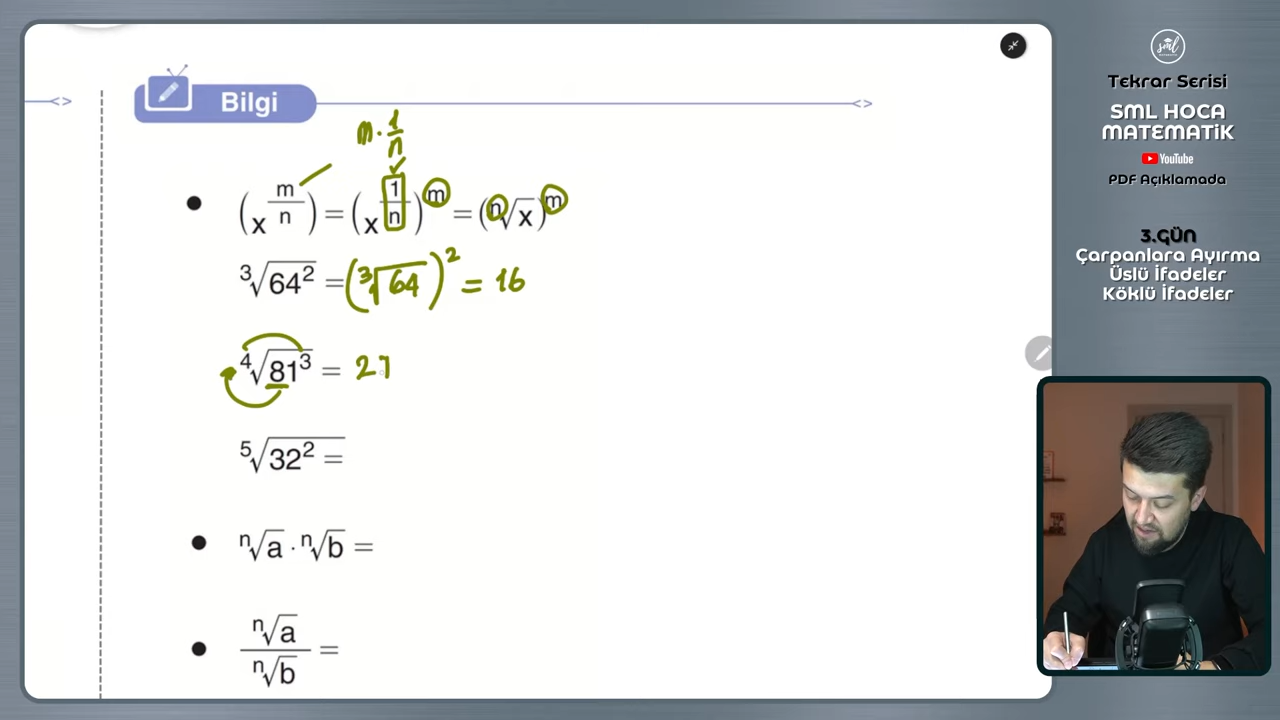 Bilgi
m · 1/n
(x^(m/n)) = (x^(1/n))^m = (ⁿ√x)^m
³√64² = (³√64)² = 16
⁴√81³ = 27
⁵√32² =
ⁿ√a · ⁿ√b =
ⁿ√a / ⁿ√b =
sml
Tekrar Serisi
SML HOCA
MATEMATİK
YouTube
PDF Açıklamada
3.GÜN
Çarpanlara Ayırma
Üslü İfadeler
Köklü İfadeler